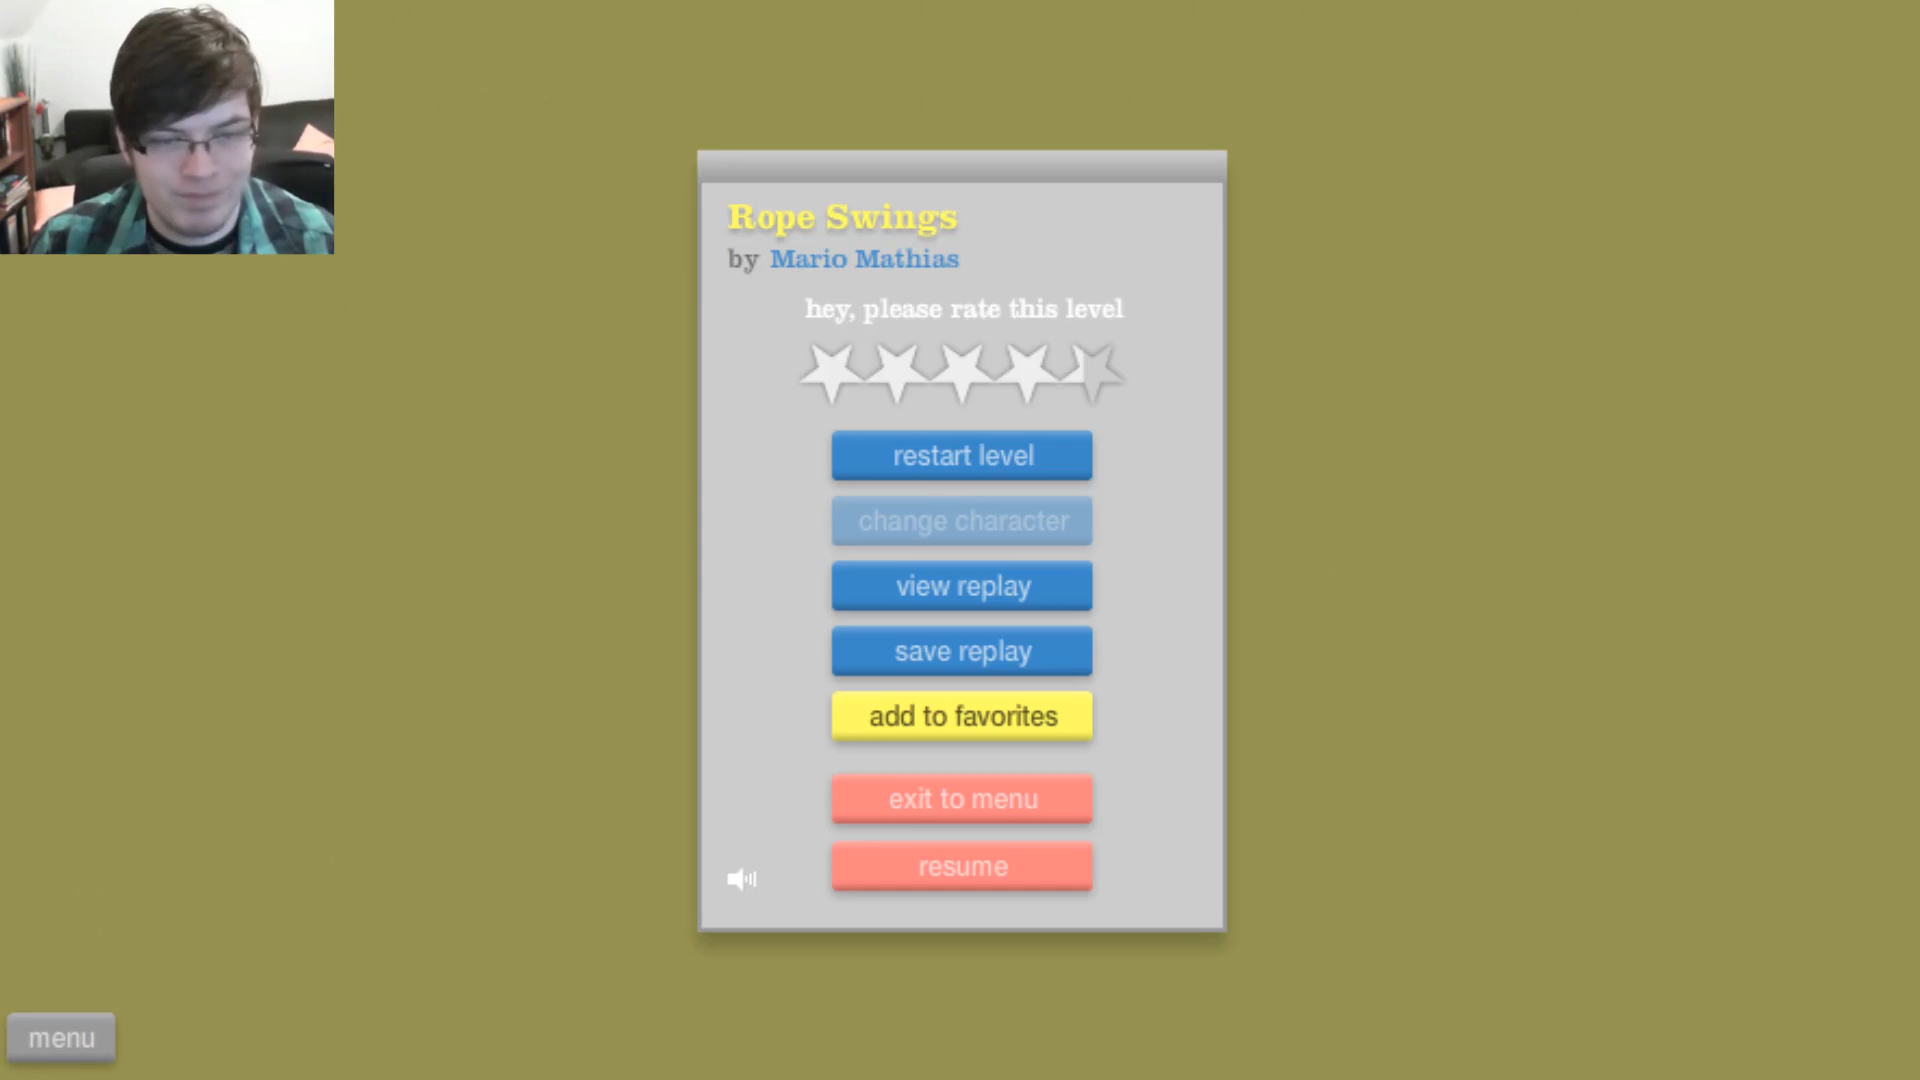 Rope Swings
by Mario Mathias
hey, please rate this level
restart level
change character
view replay
save replay
add to favorites
exit to menu
resume
menu